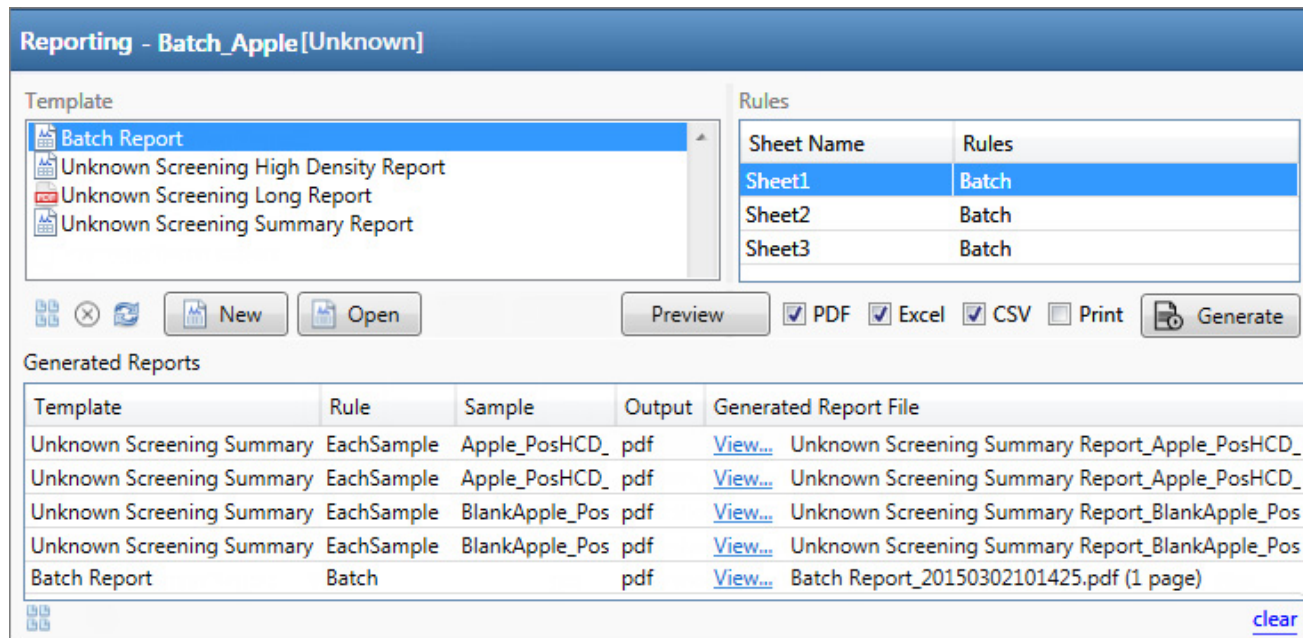 Reporting - Batch_Apple[Unknown]
Template
Batch Report
Unknown Screening High Density Report
Unknown Screening Long Report
Unknown Screening Summary Report
Rules
Sheet Name Rules
Sheet1 Batch
Sheet2 Batch
Sheet3 Batch
New Open Preview PDF Excel CSV Print Generate
Generated Reports
Template Rule Sample Output Generated Report File
Unknown Screening Summary EachSample Apple_PosHCD_ pdf View... Unknown Screening Summary Report_Apple_PosHCD_
Unknown Screening Summary EachSample Apple_PosHCD_ pdf View... Unknown Screening Summary Report_Apple_PosHCD_
Unknown Screening Summary EachSample BlankApple_Pos pdf View... Unknown Screening Summary Report_BlankApple_Pos
Unknown Screening Summary EachSample BlankApple_Pos pdf View... Unknown Screening Summary Report_BlankApple_Pos
Batch Report Batch pdf View... Batch Report_20150302101425.pdf (1 page)
clear